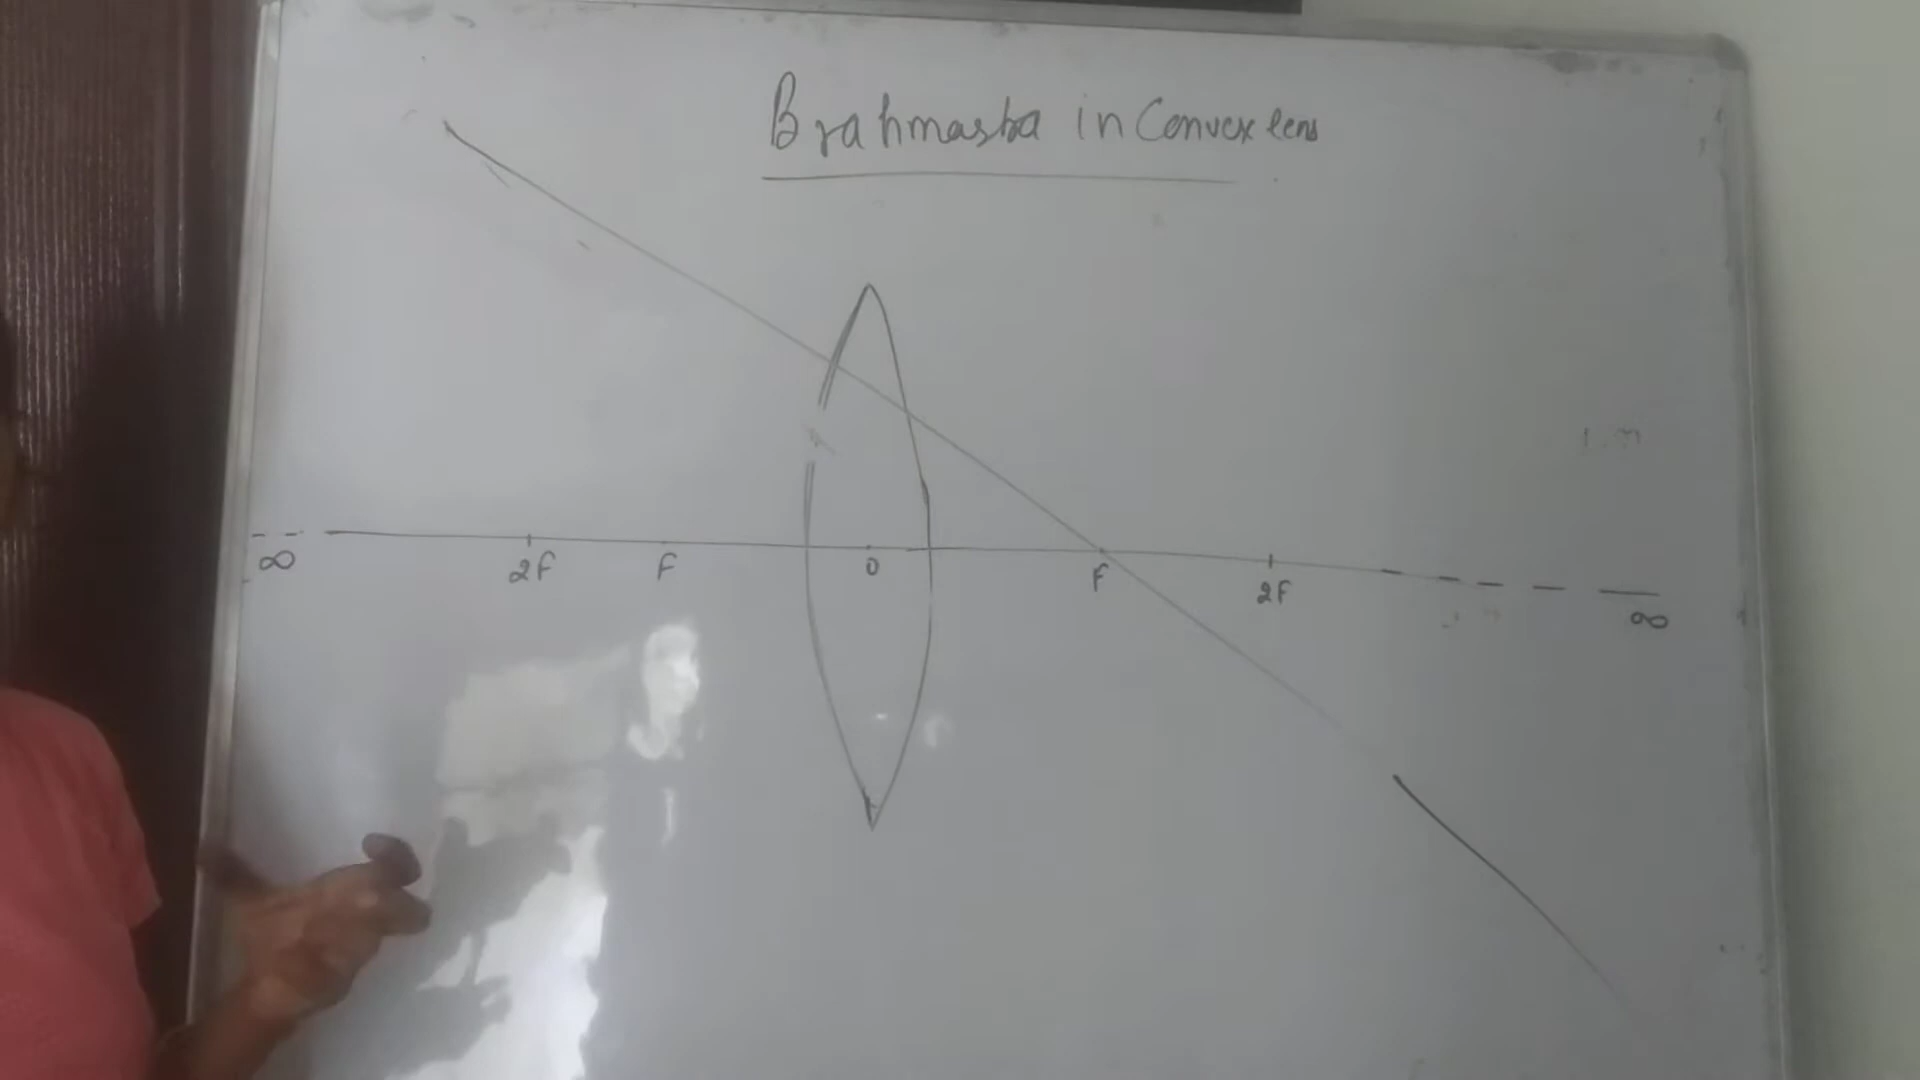 Brahmastra in Convex lens
∞ 2F F O F 2F ∞